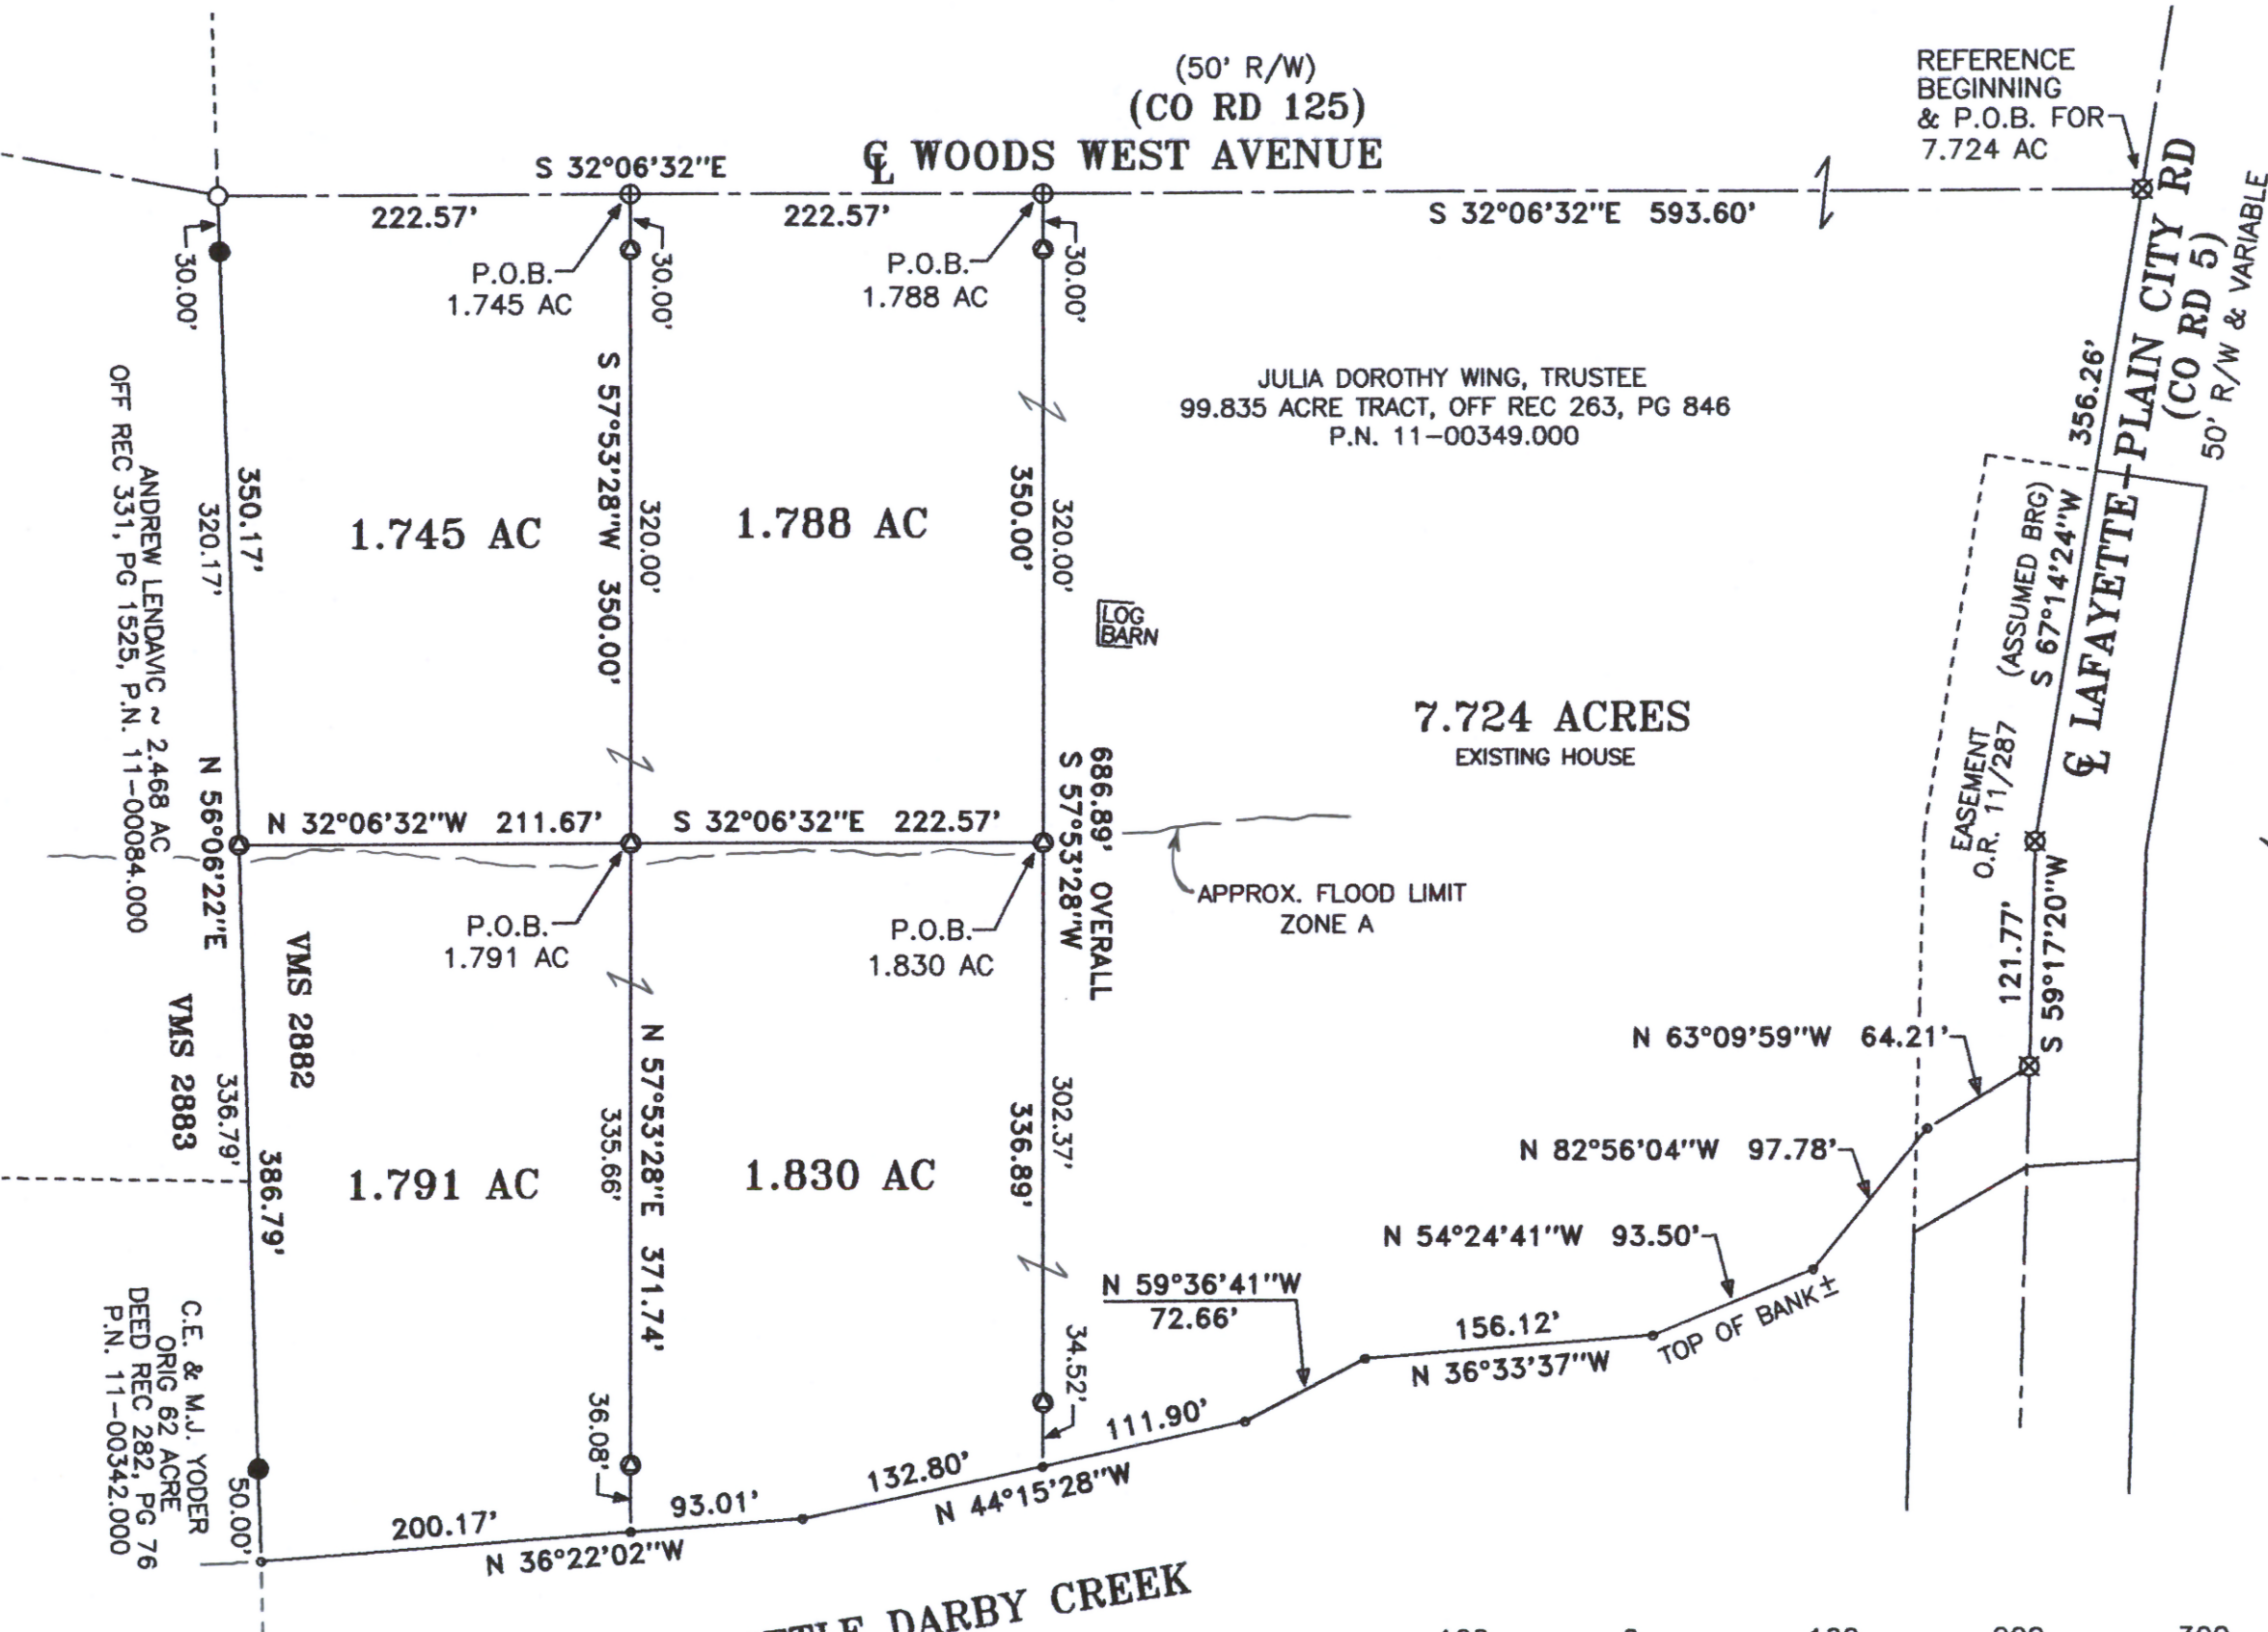 (50' R/W)
(CO RD 125)
℄ WOODS WEST AVENUE
REFERENCE
BEGINNING
& P.O.B. FOR
7.724 AC
S 32°06'32"E
222.57'
222.57'
S 32°06'32"E 593.60'
30.00'
P.O.B.
1.745 AC
30.00'
P.O.B.
1.788 AC
30.00'
℄ LAFAYETTE-PLAIN CITY RD
(CO RD 5)
50' R/W & VARIABLE
356.26'
(ASSUMED BRG)
S 67°14'24"W
JULIA DOROTHY WING, TRUSTEE
99.835 ACRE TRACT, OFF REC 263, PG 846
P.N. 11-00349.000
ANDREW LENDAVIC ~ 2.468 AC
OFF REC 331, PG 1525, P.N. 11-00084.000
350.17'
320.17'
1.745 AC
S 57°53'28"W 350.00'
320.00'
1.788 AC
350.00'
320.00'
LOG
BARN
7.724 ACRES
EXISTING HOUSE
EASEMENT
O.R. 11/287
N 56°06'22"E
N 32°06'32"W 211.67'
S 32°06'32"E 222.57'
686.89' OVERALL
S 57°53'28"W
APPROX. FLOOD LIMIT
ZONE A
P.O.B.
1.791 AC
P.O.B.
1.830 AC
121.77'
S 59°17'20"W
VMS 2882
VMS 2883
336.79'
386.79'
1.791 AC
335.66'
N 57°53'28"E 371.74'
1.830 AC
302.37'
336.89'
N 63°09'59"W 64.21'
N 82°56'04"W 97.78'
N 54°24'41"W 93.50'
N 59°36'41"W
72.66'
156.12'
N 36°33'37"W
TOP OF BANK±
C.E. & M.J. YODER
ORIG 62 ACRE
DEED REC 282, PG 76
P.N. 11-00342.000
50.00'
36.08'
34.52'
111.90'
132.80'
N 44°15'28"W
93.01'
200.17'
N 36°22'02"W
DARBY CREEK